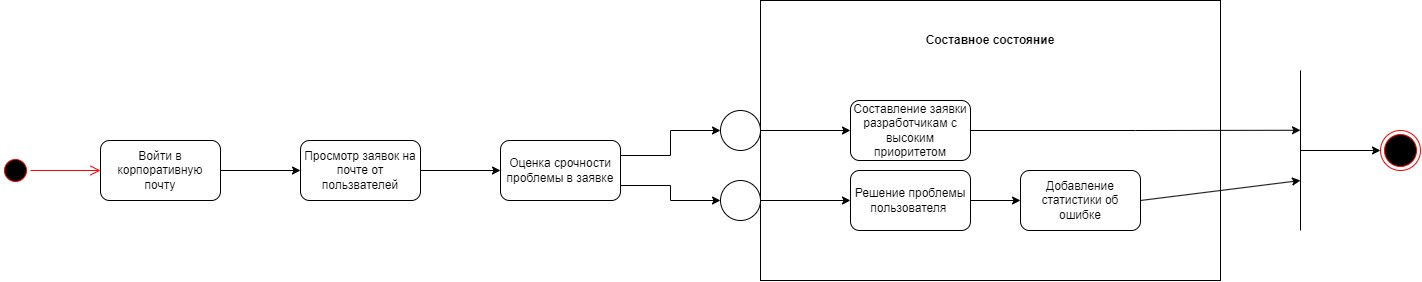 Составное состояние
Войти в
корпоративную
почту
Просмотр заявок на
почте от
пользвателей
Оценка срочности
проблемы в заявке
Составление заявки
разработчикам с
высоким
приоритетом
Решение проблемы
пользователя
Добавление
статистики об
ошибке